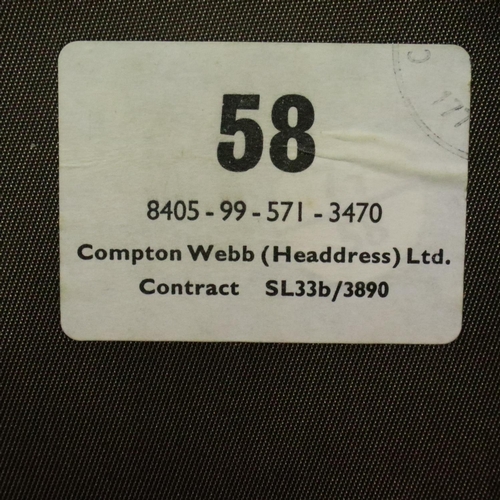 58
8405-99-571-3470
Compton Webb (Headdress) Ltd.
Contract SL33b/3890